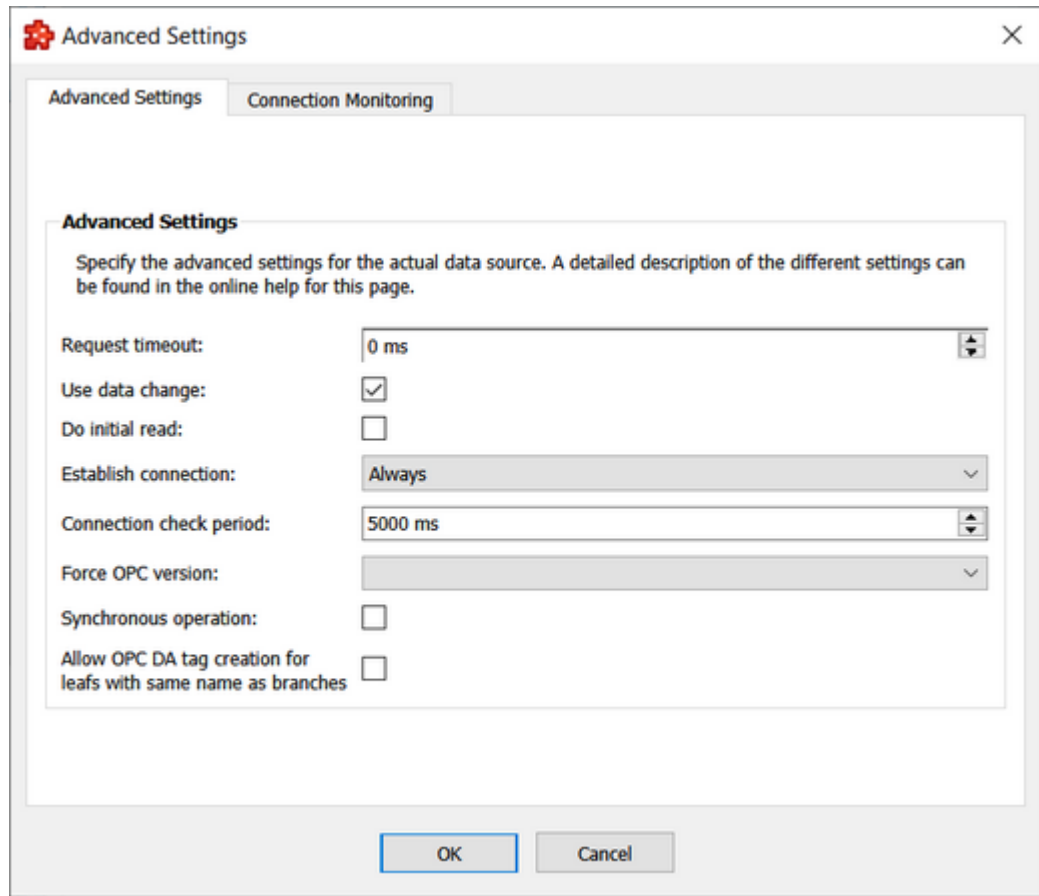 Advanced Settings
Advanced Settings
Connection Monitoring
Advanced Settings
Specify the advanced settings for the actual data source. A detailed description of the different settings can
be found in the online help for this page.
Request timeout:
0 ms
Use data change:
Do initial read:
Establish connection:
Always
Connection check period:
5000 ms
Force OPC version:
Synchronous operation:
Allow OPC DA tag creation for
leafs with same name as branches
OK
Cancel